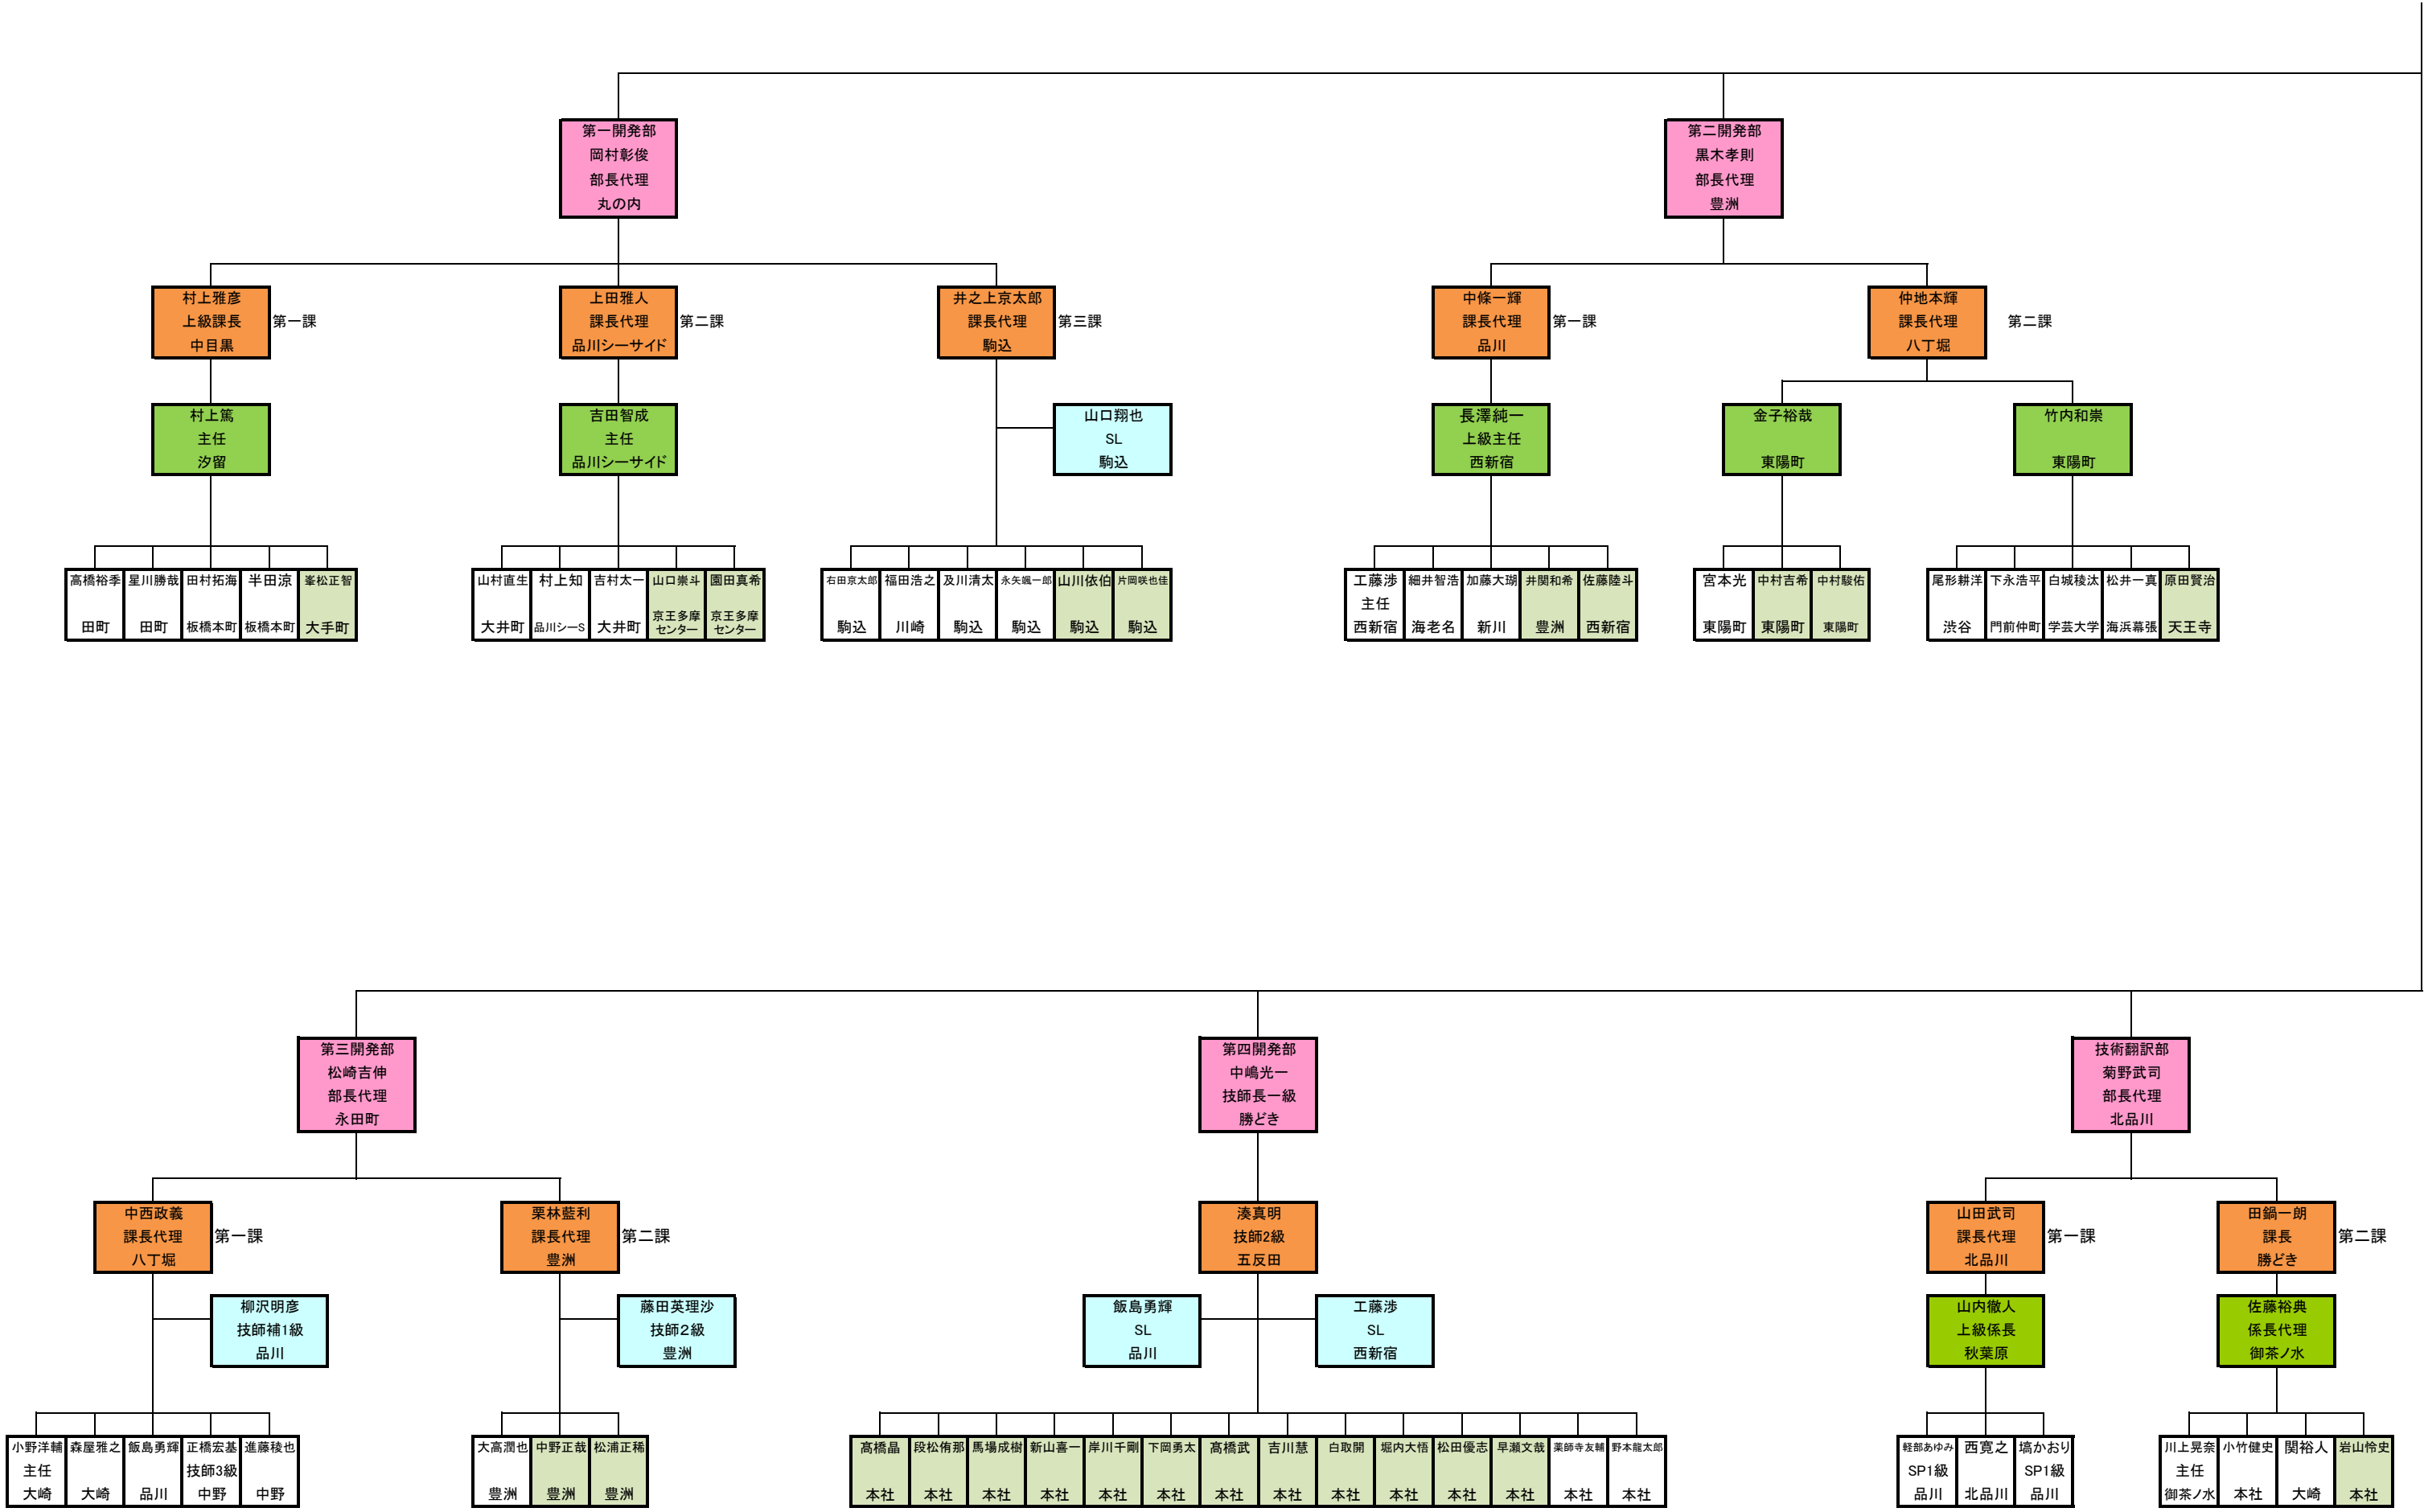 第一開発部
岡村彰俊
部長代理
丸の内
第二開発部
黒木孝則
部長代理
豊洲
村上雅彦
上級課長
中目黒
第一課
上田雅人
課長代理
品川シーサイド
第二課
井之上京太郎
課長代理
駒込
第三課
中條一輝
課長代理
品川
第一課
仲地本輝
課長代理
八丁堀
第二課
村上篤
主任
汐留
吉田智成
主任
品川シーサイド
山口翔也
SL
駒込
長澤純一
上級主任
西新宿
金子裕哉
東陽町
竹内和崇
東陽町
高橋裕季
田町
星川勝哉
田町
田村拓海
板橋本町
半田涼
板橋本町
峯松正智
大手町
山村直生
大井町
村上知
品川シーS
吉村太一
大井町
山口崇斗
京王多摩
センター
園田真希
京王多摩
センター
右田京太郎
駒込
福田浩之
川崎
及川清太
駒込
永矢颯一郎
駒込
山川依伯
駒込
片岡咲也佳
駒込
工藤渉
主任
西新宿
細井智浩
海老名
加藤大瑚
新川
井関和希
豊洲
佐藤陸斗
西新宿
宮本光
東陽町
中村吉希
東陽町
中村駿佑
東陽町
尾形耕洋
渋谷
下永浩平
門前仲町
白城稜汰
学芸大学
松井一真
海浜幕張
原田賢治
天王寺
第三開発部
松崎吉伸
部長代理
永田町
第四開発部
中嶋光一
技師長一級
勝どき
技術翻訳部
菊野武司
部長代理
北品川
中西政義
課長代理
八丁堀
第一課
栗林藍利
課長代理
豊洲
第二課
湊真明
技師2級
五反田
山田武司
課長代理
北品川
第一課
田鍋一朗
課長
勝どき
第二課
柳沢明彦
技師補1級
品川
藤田英理沙
技師２級
豊洲
飯島勇輝
SL
品川
工藤渉
SL
西新宿
山内徹人
上級係長
秋葉原
佐藤裕典
係長代理
御茶ノ水
小野洋輔
主任
大崎
森屋雅之
大崎
飯島勇輝
品川
正橋宏基
技師3級
中野
進藤稜也
中野
大高潤也
豊洲
中野正哉
豊洲
松浦正稀
豊洲
髙橋晶
本社
段松侑那
本社
馬場成樹
本社
新山喜一
本社
岸川千剛
本社
下岡勇太
本社
髙橋武
本社
吉川慧
本社
白取開
本社
堀内大悟
本社
松田優志
本社
早瀬文哉
本社
薬師寺友輔
本社
野本龍太郎
本社
軽部あゆみ
SP1級
品川
西寛之
北品川
塙かおり
SP1級
品川
川上晃奈
主任
御茶ノ水
小竹健史
本社
関裕人
大崎
岩山怜史
本社